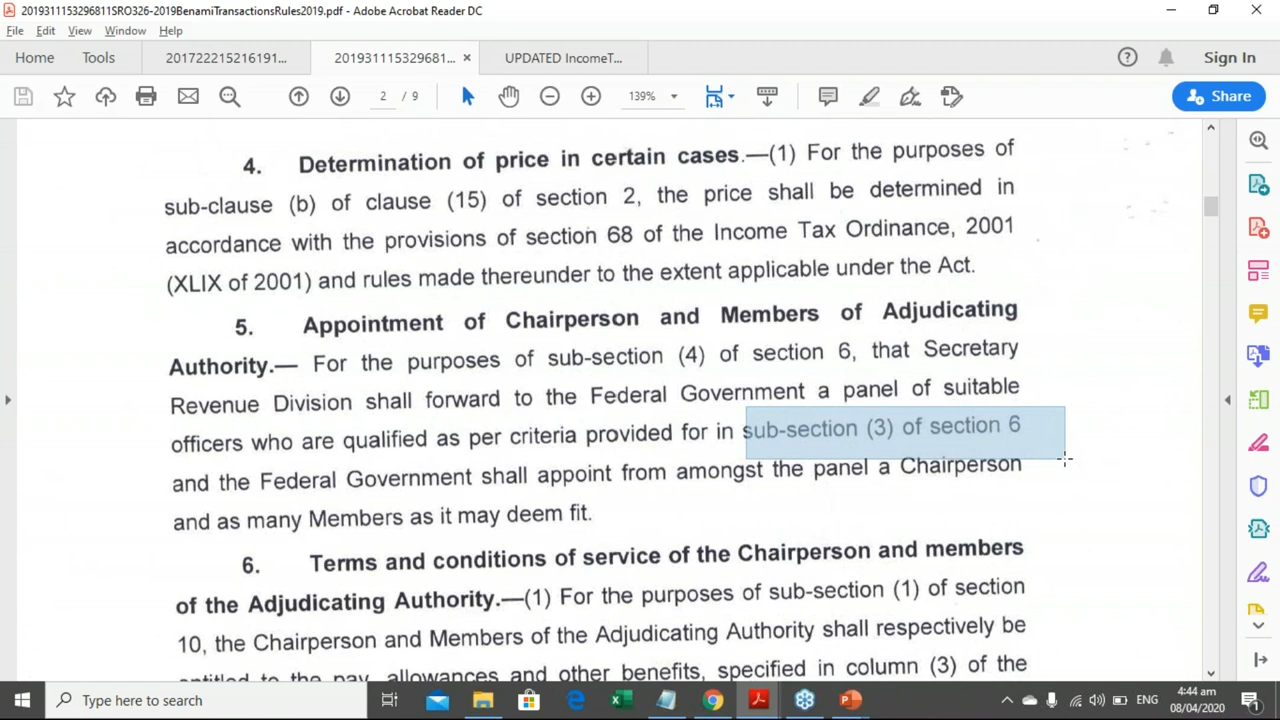 201931115329681​1SRO326-2019BenamiTransactionsRules2019.pdf - Adobe Acrobat Reader DC
File Edit View Window Help
Home Tools 201722215216191... 20193111532968​1... UPDATED IncomeT... Sign In
2 / 9 139% Share
4. Determination of price in certain cases.—(1) For the purposes of
sub-clause (b) of clause (15) of section 2, the price shall be determined in
accordance with the provisions of section 68 of the Income Tax Ordinance, 2001
(XLIX of 2001) and rules made thereunder to the extent applicable under the Act.
5. Appointment of Chairperson and Members of Adjudicating
Authority.— For the purposes of sub-section (4) of section 6, that Secretary
Revenue Division shall forward to the Federal Government a panel of suitable
officers who are qualified as per criteria provided for in sub-section (3) of section 6
and the Federal Government shall appoint from amongst the panel a Chairperson
and as many Members as it may deem fit.
6. Terms and conditions of service of the Chairperson and members
of the Adjudicating Authority.—(1) For the purposes of sub-section (1) of section
10, the Chairperson and Members of the Adjudicating Authority shall respectively be
entitled to the pay, allowances and other benefits, specified in column (3) of the
Type here to search
ENG
4:44 am
08/04/2020